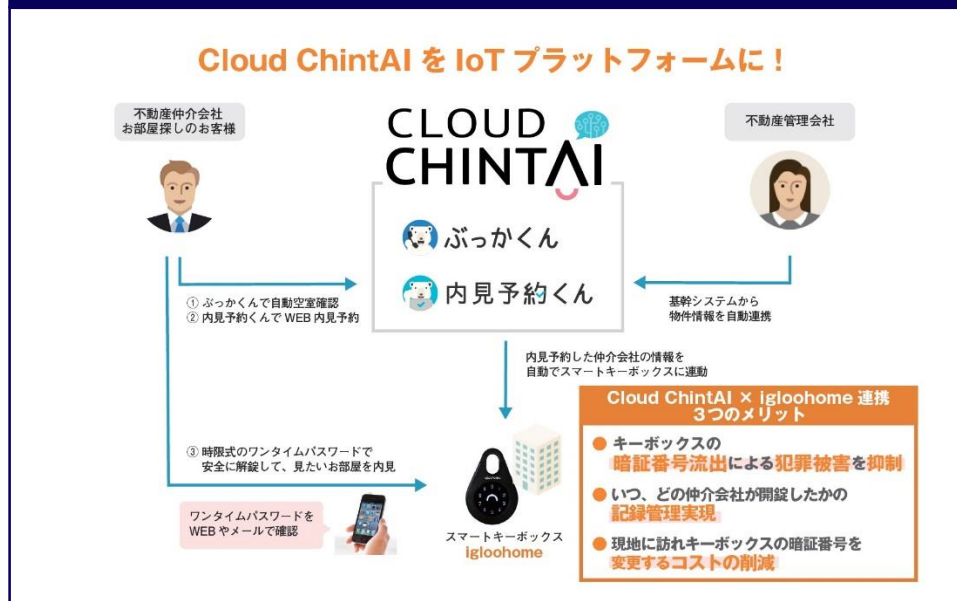 Cloud ChintAI を IoT プラットフォームに！
不動産仲介会社
お部屋探しのお客様
CLOUD
CHINTAI
ぶっかくん
内見予約くん
不動産管理会社
① ぶっかくんで自動空室確認
② 内見予約くんで WEB 内見予約
基幹システムから
物件情報を自動連携
内見予約した仲介会社の情報を
自動でスマートキーボックスに連動
③ 時限式のワンタイムパスワードで
安全に解錠して、見たいお部屋を内見
ワンタイムパスワードを
WEB やメールで確認
スマートキーボックス
igloohome
Cloud ChintAI × igloohome 連携
3つのメリット
● キーボックスの
暗証番号流出による犯罪被害を抑制
● いつ、どの仲介会社が開錠したかの
記録管理実現
● 現地に訪れキーボックスの暗証番号を
変更するコストの削減